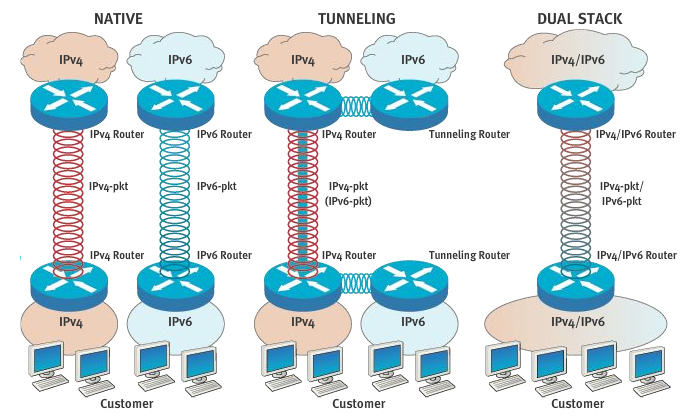 NATIVE
TUNNELING
DUAL STACK
IPv4
IPv6
IPv4
IPv6
IPv4/IPv6
IPv4 Router
IPv6 Router
IPv4 Router
Tunneling Router
IPv4/IPv6 Router
IPv4-pkt
IPv6-pkt
IPv4-pkt
(IPv6-pkt)
IPv4-pkt/
IPv6-pkt
IPv4 Router
IPv6 Router
IPv4 Router
Tunneling Router
IPv4/IPv6 Router
IPv4
IPv6
IPv4
IPv6
IPv4/IPv6
Customer
Customer
Customer